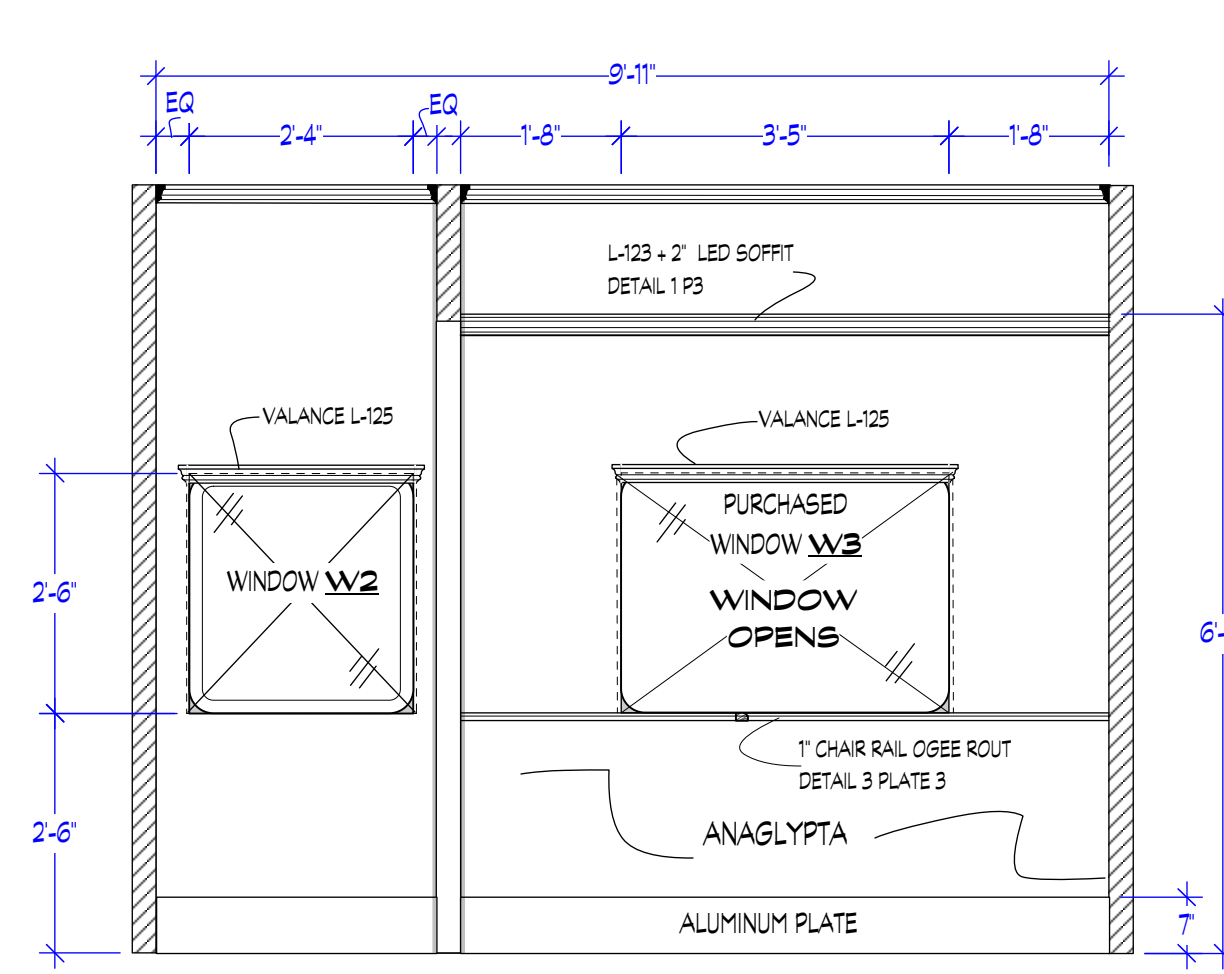 9'-11"
EQ
EQ
2'-4"
1'-8"
3'-5"
1'-8"
L-123 + 2" LED SOFFIT
DETAIL 1 P3
VALANCE L-125
VALANCE L-125
PURCHASED
WINDOW W3
WINDOW
OPENS
WINDOW W2
2'-6"
6'-
1" CHAIR RAIL OGEE ROUT
DETAIL 3 PLATE 3
2'-6"
ANAGLYPTA
ALUMINUM PLATE
7"